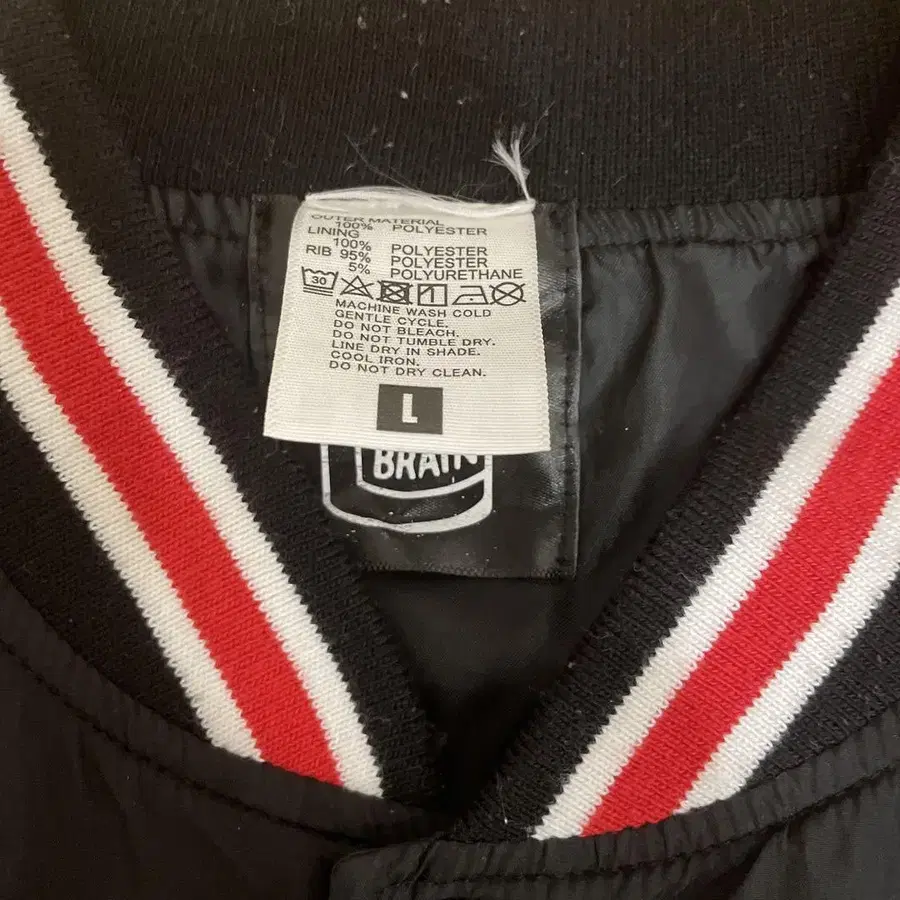 OUTER MATERIAL
100% POLYESTER
LINING
100% POLYESTER
RIB 95% POLYESTER
5% POLYURETHANE
30
MACHINE WASH COLD
GENTLE CYCLE.
DO NOT BLEACH.
DO NOT TUMBLE DRY.
LINE DRY IN SHADE.
COOL IRON.
DO NOT DRY CLEAN.
L
BRAIN